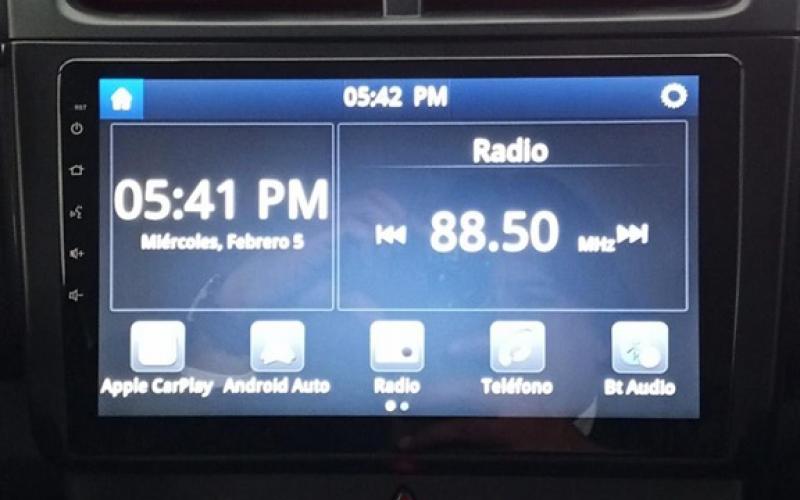 05:42 PM
RST
Radio
05:41 PM
88.50 MHz
Miércoles, Febrero 5
Apple CarPlay Android Auto Radio Teléfono Bt Audio